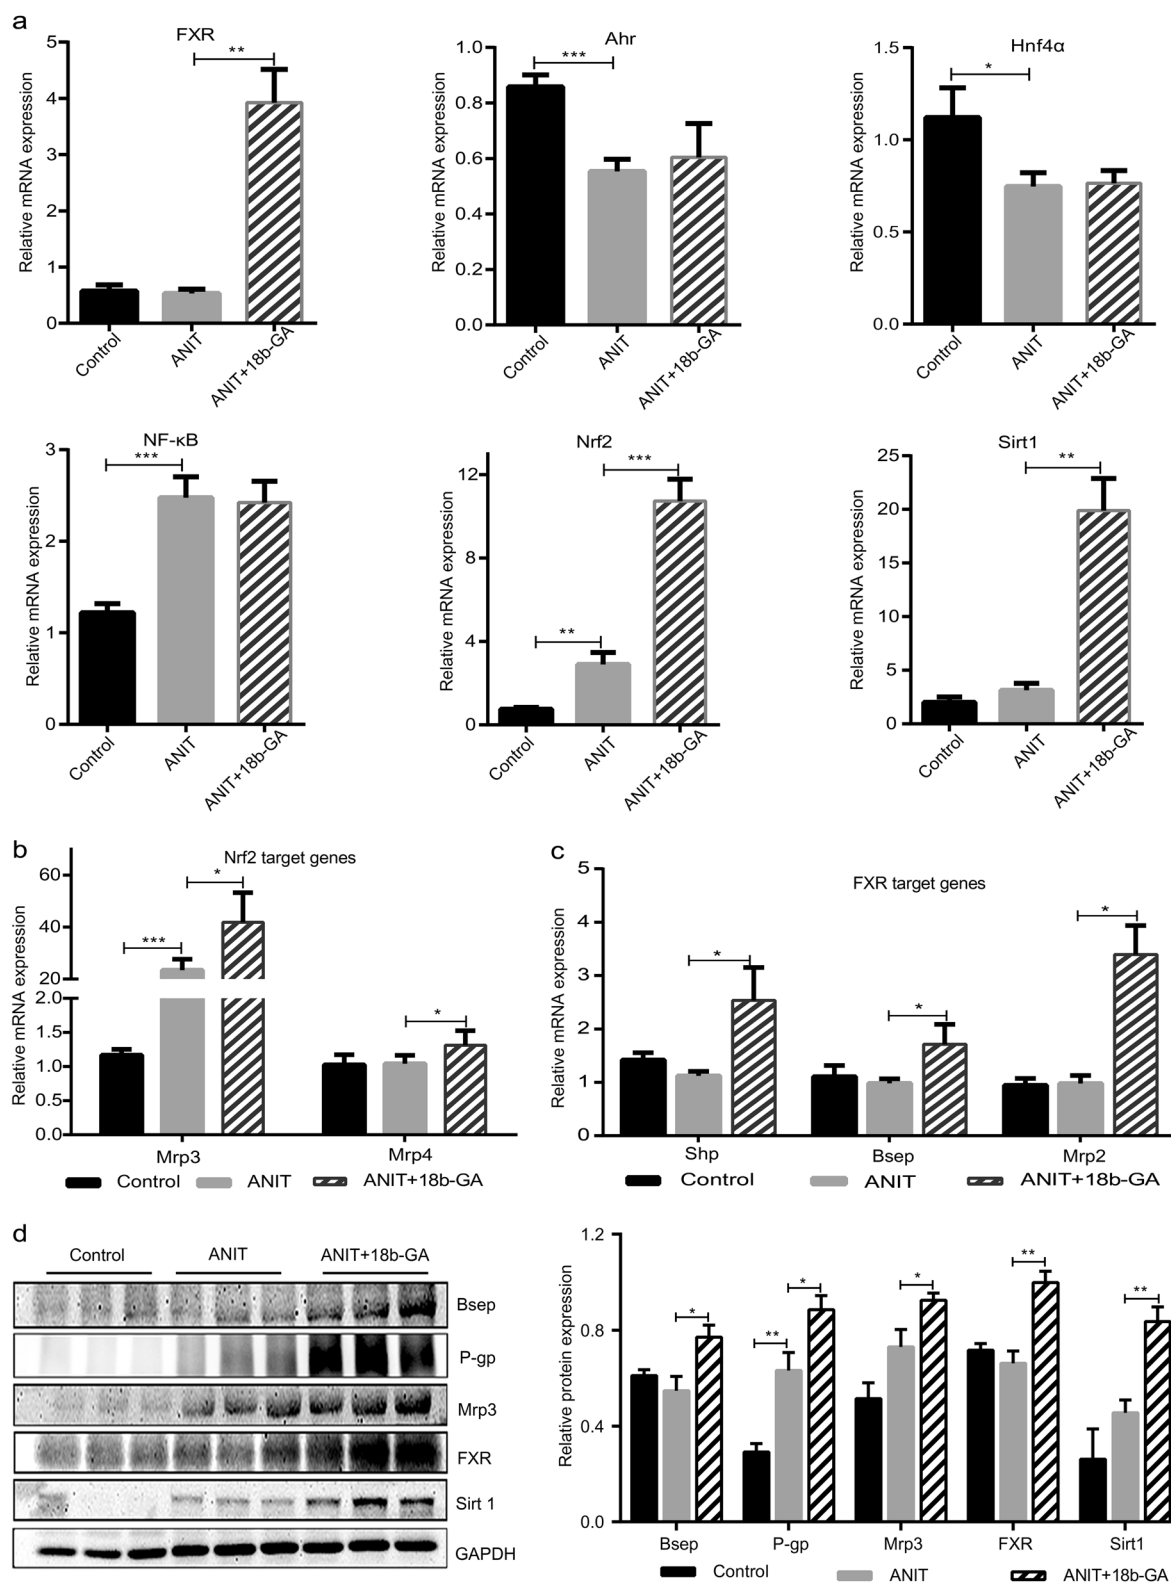 a
FXR
Relative mRNA expression
5
4
3
2
1
0
**
Control
ANIT
ANIT+18b-GA
Ahr
Relative mRNA expression
1.0
0.8
0.6
0.4
0.2
0.0
***
Control
ANIT
ANIT+18b-GA
Hnf4α
Relative mRNA expression
1.5
1.0
0.5
0.0
*
Control
ANIT
ANIT+18b-GA
NF-κB
Relative mRNA expression
3
2
1
0
***
Control
ANIT
ANIT+18b-GA
Nrf2
Relative mRNA expression
12
8
4
0
**
***
Control
ANIT
ANIT+18b-GA
Sirt1
Relative mRNA expression
25
20
15
10
5
0
**
Control
ANIT
ANIT+18b-GA
b
Nrf2 target genes
Relative mRNA expression
60
40
20
2.0
1.5
1.0
0.5
0.0
***
*
*
Mrp3 Mrp4
Control ANIT ANIT+18b-GA
c
FXR target genes
Relative mRNA expression
5
4
3
2
1
0
*
*
*
Shp Bsep Mrp2
Control ANIT ANIT+18b-GA
d
Control ANIT ANIT+18b-GA
Bsep
P-gp
Mrp3
FXR
Sirt 1
GAPDH
Relative protein expression
1.2
0.8
0.4
0.0
*
**
*
*
**
**
Bsep P-gp Mrp3 FXR Sirt1
Control ANIT ANIT+18b-GA